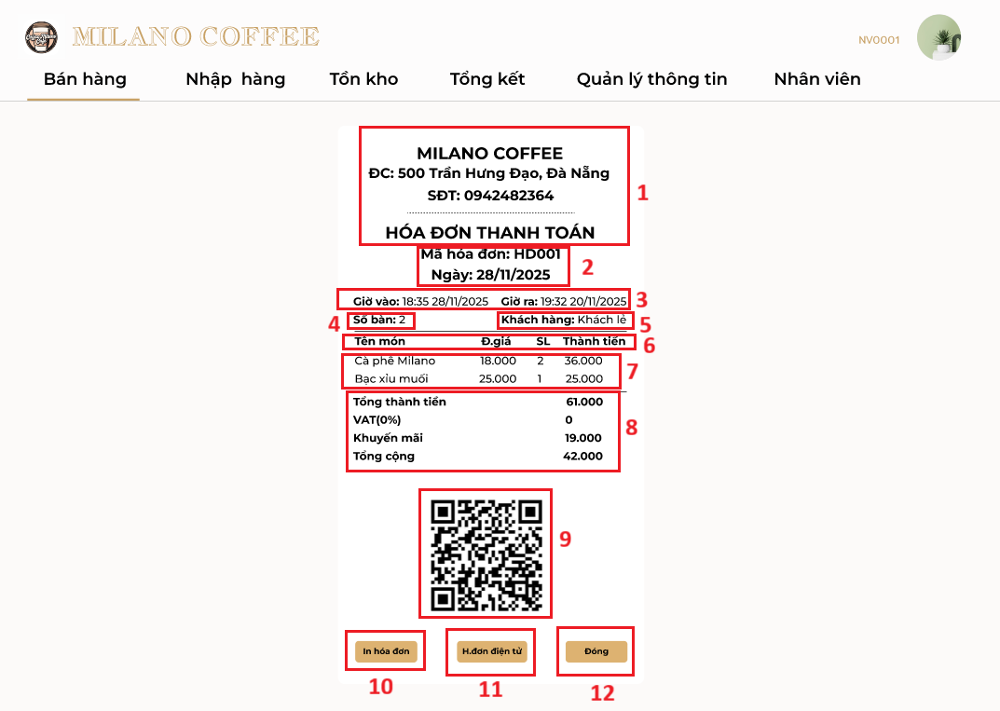 MILANO COFFEE
NV0001
Bán hàng Nhập hàng Tồn kho Tổng kết Quản lý thông tin Nhân viên
MILANO COFFEE
ĐC: 500 Trần Hưng Đạo, Đà Nẵng
SĐT: 0942482364
1
HÓA ĐƠN THANH TOÁN
Mã hóa đơn: HD001
Ngày: 28/11/2025
2
Giờ vào: 18:35 28/11/2025 Giờ ra: 19:32 20/11/2025 3
4 Số bàn: 2 Khách hàng: Khách lẻ 5
Tên món Đ.giá SL Thành tiền 6
Cà phê Milano 18.000 2 36.000
Bạc xỉu muối 25.000 1 25.000
7
Tổng thành tiền 61.000
VAT(0%) 0
8
Khuyến mãi 19.000
Tổng cộng 42.000
9
In hóa đơn H.đơn điện tử Đóng
10 11 12